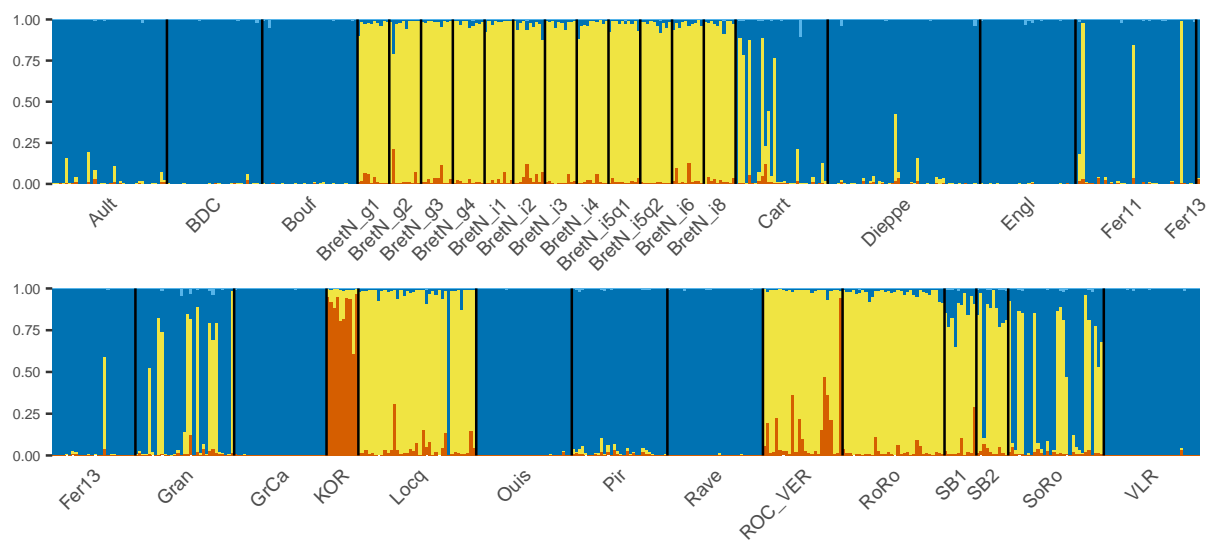 1.00
0.75
0.50
0.25
0.00
Ault
BDC
Bouf
BretN_g1
BretN_g2
BretN_g3
BretN_g4
BretN_i1
BretN_i2
BretN_i3
BretN_i4
BretN_i5q1
BretN_i5q2
BretN_i6
BretN_i8
Cart
Dieppe
Engl
Fer11
Fer13
1.00
0.75
0.50
0.25
0.00
Fer13
Gran
GrCa
KOR
Locq
Ouis
Pir
Rave
ROC_VER
RoRo
SB1
SB2
SoRo
VLR